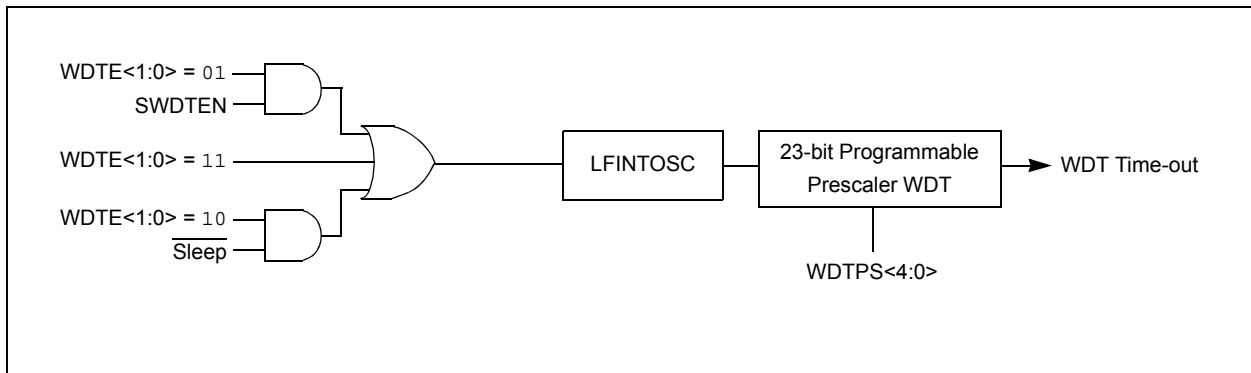 WDTE<1:0> = 01
SWDTEN
WDTE<1:0> = 11
WDTE<1:0> = 10
Sleep
LFINTOSC
23-bit Programmable
Prescaler WDT
WDT Time-out
WDTPS<4:0>